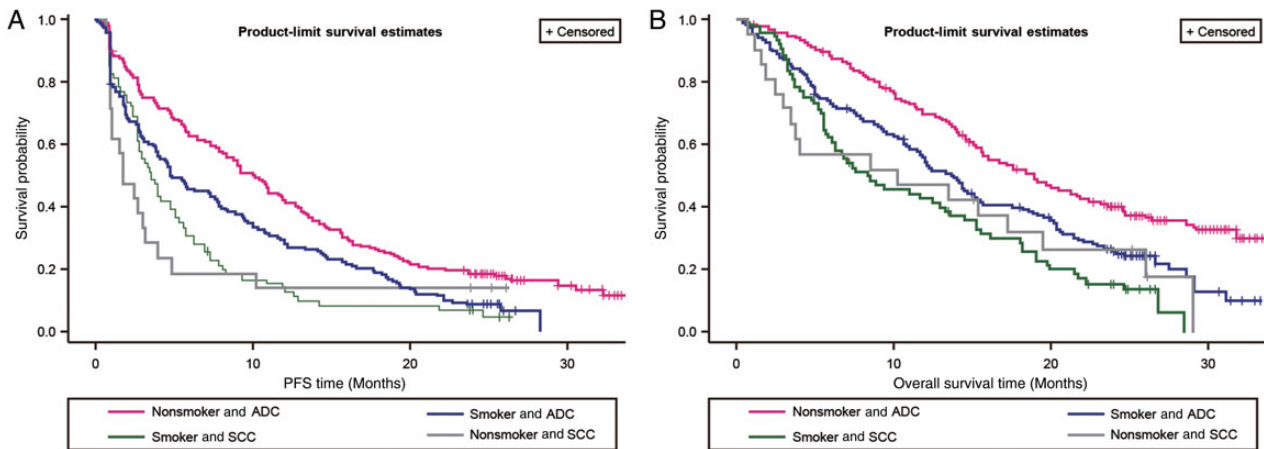 A
Product-limit survival estimates
+ Censored
1.0
0.8
0.6
0.4
0.2
0.0
Survival probability
0
10
20
30
PFS time (Months)
Nonsmoker and ADC
Smoker and ADC
Smoker and SCC
Nonsmoker and SCC
B
Product-limit survival estimates
+ Censored
1.0
0.8
0.6
0.4
0.2
0.0
Survival probability
0
10
20
30
Overall survival time (Months)
Nonsmoker and ADC
Smoker and ADC
Smoker and SCC
Nonsmoker and SCC